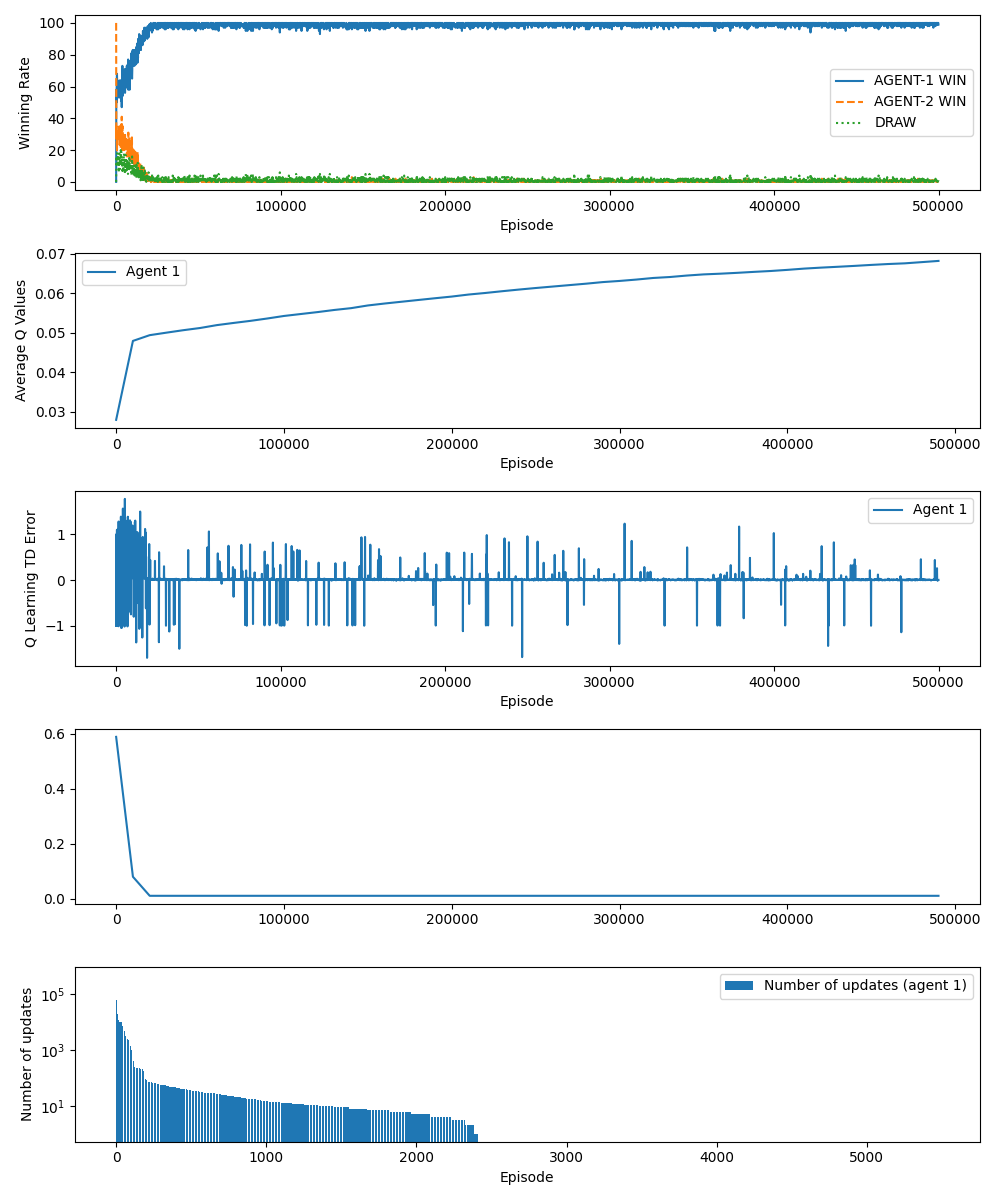 100
80
60
40
20
0
Winning Rate
AGENT-1 WIN
AGENT-2 WIN
DRAW
0 100000 200000 300000 400000 500000
Episode
0.07
0.06
0.05
0.04
0.03
Average Q Values
Agent 1
0 100000 200000 300000 400000 500000
Episode
1
0
−1
Q Learning TD Error
Agent 1
0 100000 200000 300000 400000 500000
Episode
0.6
0.4
0.2
0.0
0 100000 200000 300000 400000 500000
10^5
10^3
10^1
Number of updates
Number of updates (agent 1)
0 1000 2000 3000 4000 5000
Episode